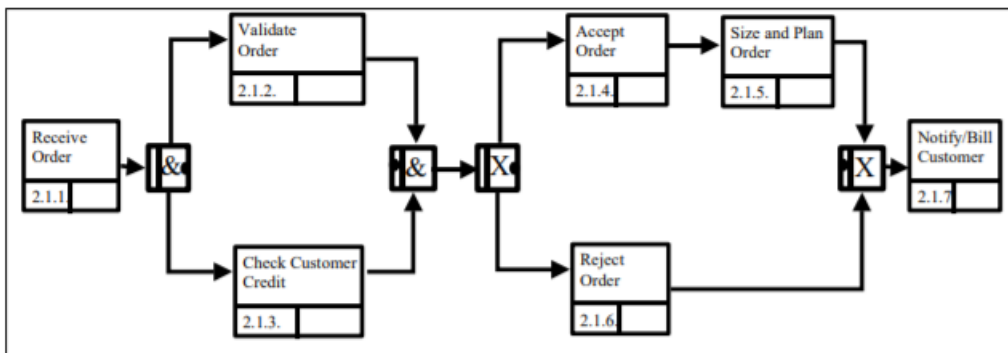 Receive
Order
2.1.1.
&
Validate
Order
2.1.2.
Check Customer
Credit
2.1.3.
&
X
Accept
Order
2.1.4.
Size and Plan
Order
2.1.5.
Reject
Order
2.1.6.
X
Notify/Bill
Customer
2.1.7